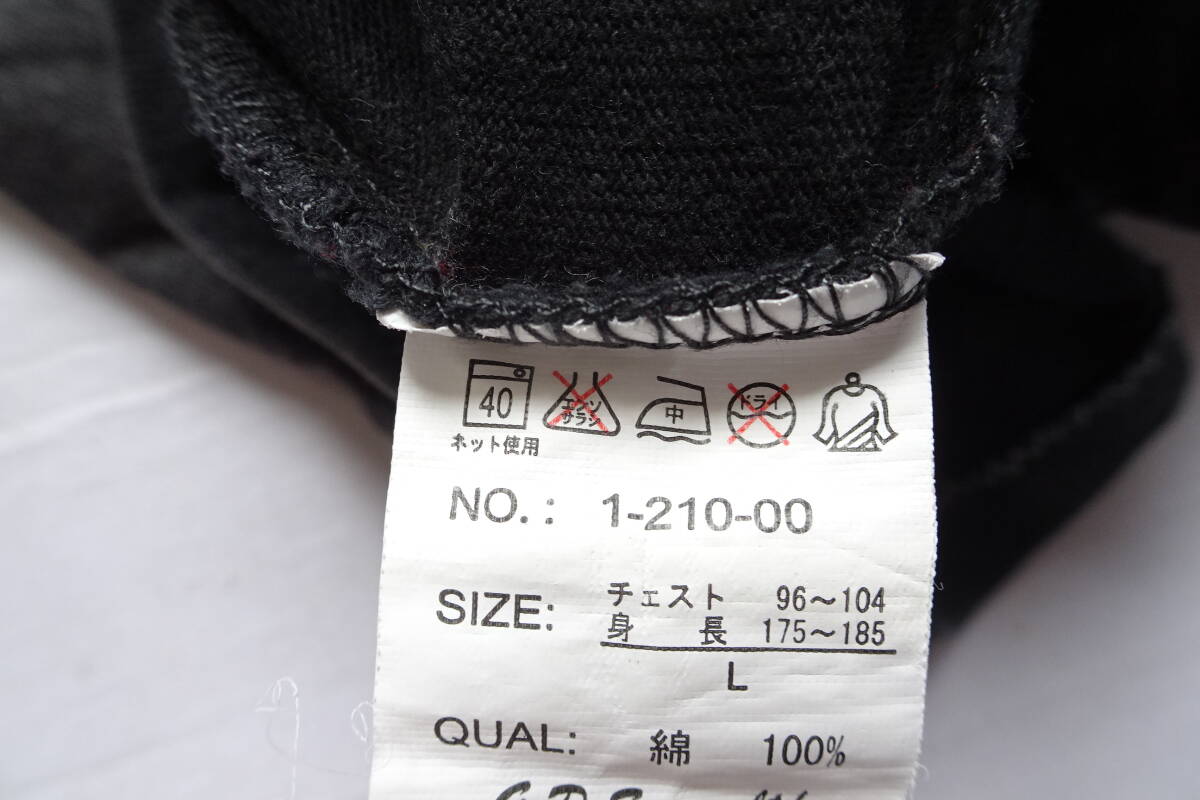 40 エンソ サラシ 中 ドライ
ネット使用
NO.: 1-210-00
SIZE: チェスト 96~104
身長 175~185
L
QUAL: 綿 100%